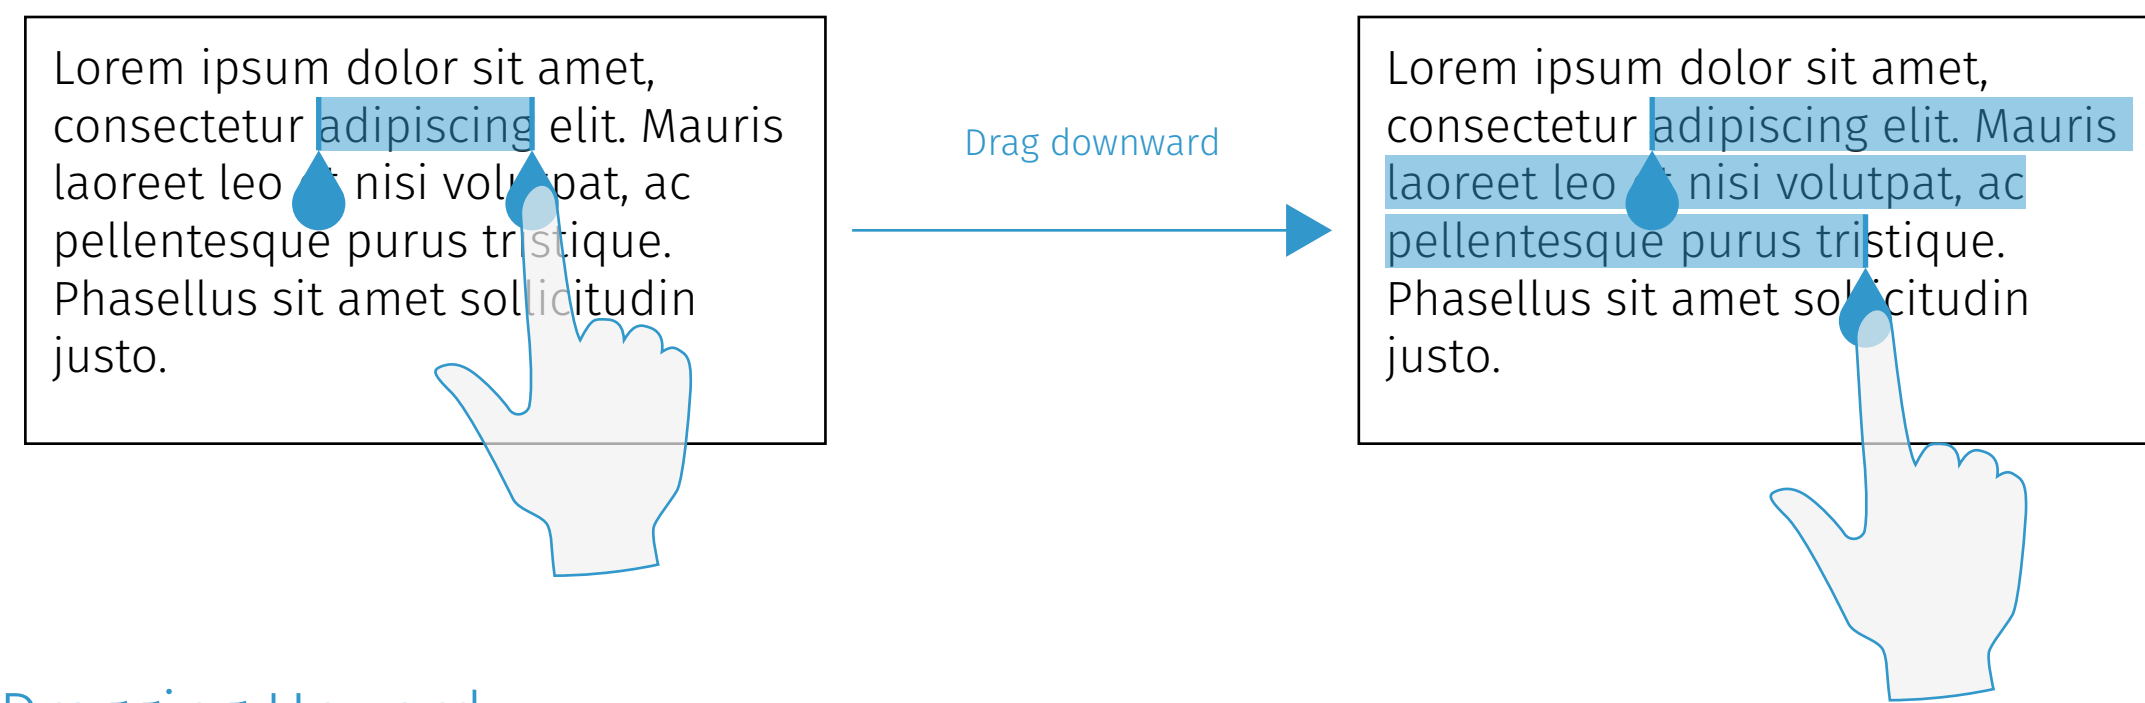 Lorem ipsum dolor sit amet,
consectetur adipiscing elit. Mauris
laoreet leo nisi volutpat, ac
pellentesque purus tristique.
Phasellus sit amet sollicitudin
justo.
Drag downward
Lorem ipsum dolor sit amet,
consectetur adipiscing elit. Mauris
laoreet leo nisi volutpat, ac
pellentesque purus tristique.
Phasellus sit amet sollicitudin
justo.